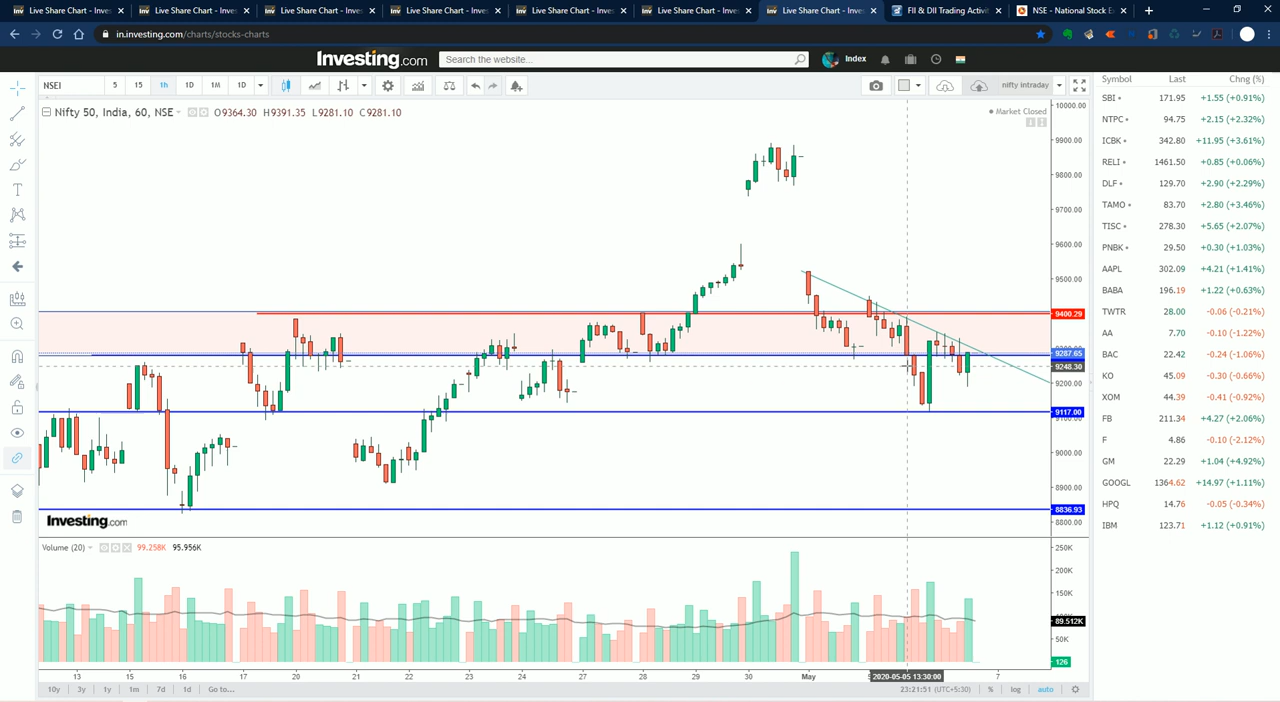 Live Share Chart - Inves
Live Share Chart - Inves
Live Share Chart - Inves
Live Share Chart - Inves
Live Share Chart - Inves
Live Share Chart - Inves
Live Share Chart - Inves
FII & DII Trading Activi
NSE - National Stock E
in.investing.com/charts/stocks-charts
Investing.com
Search the website...
Index
NSEI 5 15 1h 1D 1M 1D
nifty intraday
Nifty 50, India, 60, NSE O9364.30 H9391.35 L9281.10 C9281.10
Market Closed
10000.00
9900.00
9800.00
9700.00
9600.00
9500.00
9400.29
9287.65
9248.30
9200.00
9117.00
9000.00
8900.00
8836.93
8800.00
Investing.com
Volume (20) 99.258K 95.956K
250K
200K
150K
89.512K
50K
126
13 15 16 17 20 21 22 23 24 27 28 29 30 May 2020-05-05 13:30:00 7
10y 3y 1y 1m 7d 1d Go to...
23:21:51 (UTC+5:30) % log auto
Symbol Last Chng (%)
SBI 171.95 +1.55 (+0.91%)
NTPC 94.75 +2.15 (+2.32%)
ICBK 342.80 +11.95 (+3.61%)
RELI 1461.50 +0.85 (+0.06%)
DLF 129.70 +2.90 (+2.29%)
TAMO 83.70 +2.80 (+3.46%)
TISC 278.30 +5.65 (+2.07%)
PNBK 29.50 +0.30 (+1.03%)
AAPL 302.09 +4.21 (+1.41%)
BABA 196.19 +1.22 (+0.63%)
TWTR 28.00 -0.06 (-0.21%)
AA 7.70 -0.10 (-1.22%)
BAC 22.42 -0.24 (-1.06%)
KO 45.09 -0.30 (-0.66%)
XOM 44.39 -0.41 (-0.92%)
FB 211.34 +4.27 (+2.06%)
F 4.86 -0.10 (-2.12%)
GM 22.29 +1.04 (+4.92%)
GOOGL 1364.62 +14.97 (+1.11%)
HPQ 14.76 -0.05 (-0.34%)
IBM 123.71 +1.12 (+0.91%)